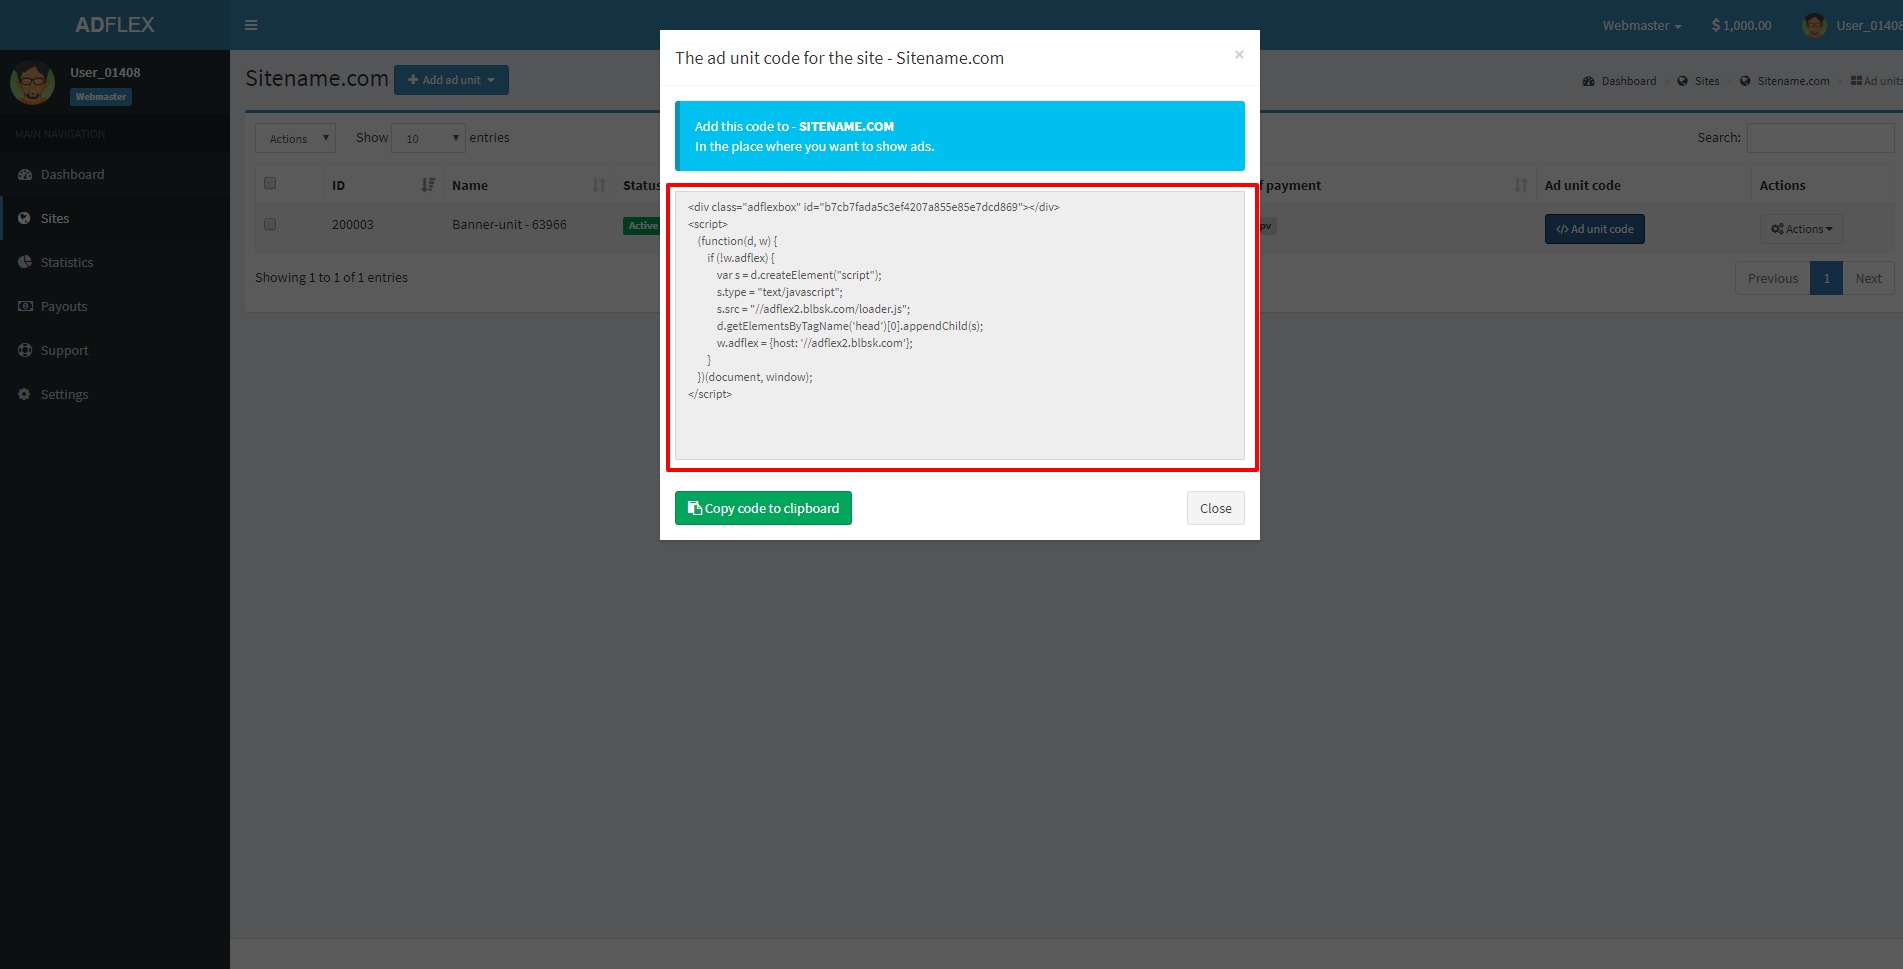 ADFLEX
Webmaster
$ 1,000.00
User_01408
User_01408
Webmaster
MAIN NAVIGATION
Dashboard
Sites
Statistics
Payouts
Support
Settings
Sitename.com
Add ad unit
Dashboard > Sites > Sitename.com > Ad units
Actions
Show 10 entries
Search:
ID Name Status
f payment Ad unit code Actions
200003 Banner-unit - 63966 Active
pv </> Ad unit code Actions
Showing 1 to 1 of 1 entries
Previous 1 Next
The ad unit code for the site - Sitename.com
×
Add this code to - SITENAME.COM
In the place where you want to show ads.
<div class="adflexbox" id="b7cb7fada5c3ef4207a855e85e7dcd869"></div>
<script>
(function(d, w) {
if (!w.adflex) {
var s = d.createElement("script");
s.type = "text/javascript";
s.src = "//adflex2.blbsk.com/loader.js";
d.getElementsByTagName('head')[0].appendChild(s);
w.adflex = {host: '//adflex2.blbsk.com'};
}
})(document, window);
</script>
Copy code to clipboard
Close